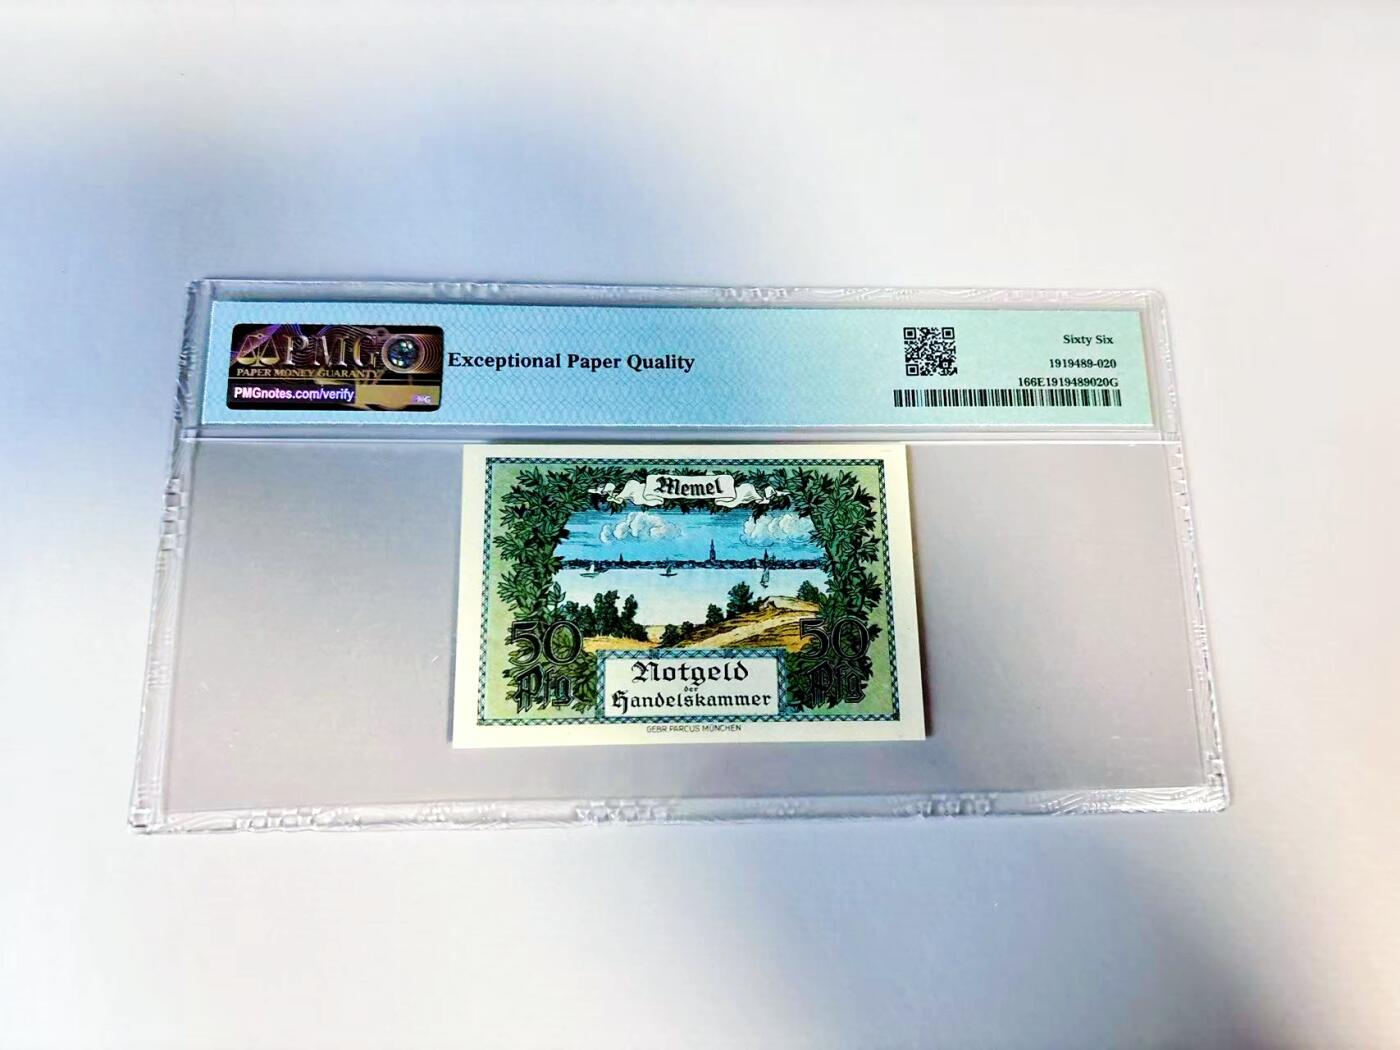 PMG
PAPER MONEY GUARANTY
PMGnotes.com/verify
Exceptional Paper Quality
Sixty Six
1919489-020
166E1919489020G
Memel
50
Pfg
50
Pfg
Notgeld
der
Handelskammer
GEBR PARCUS MÜNCHEN